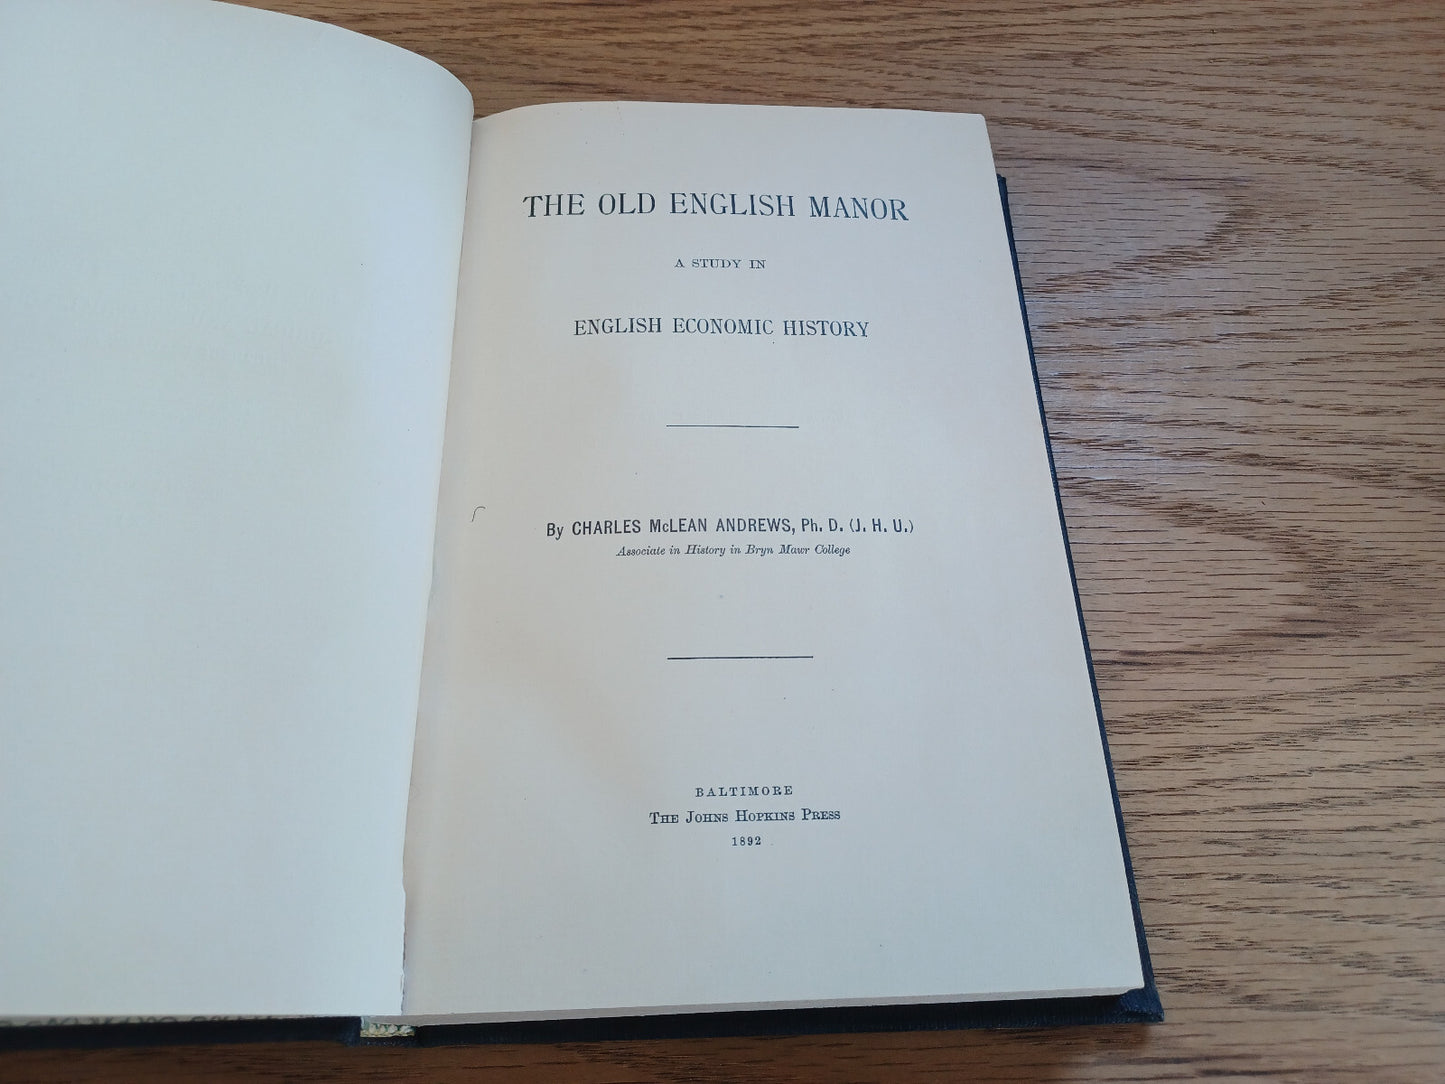 THE OLD ENGLISH MANOR
A STUDY IN
ENGLISH ECONOMIC HISTORY
By CHARLES McLEAN ANDREWS, Ph. D. (J. H. U.)
Associate in History in Bryn Mawr College
BALTIMORE
THE JOHNS HOPKINS PRESS
1892